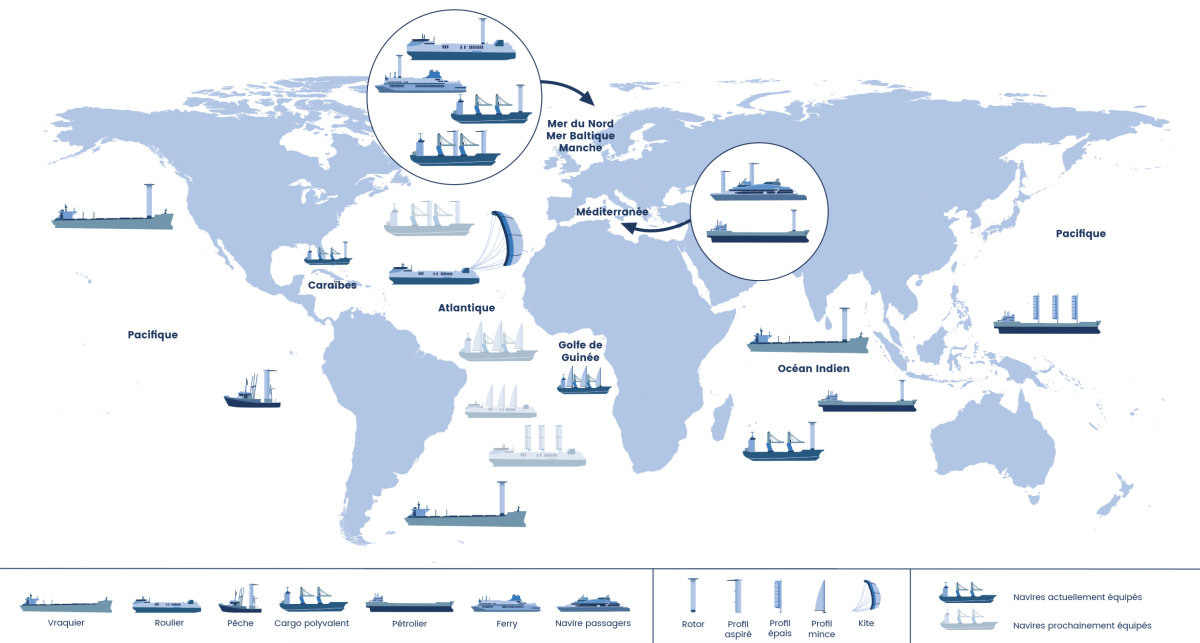 Mer du Nord
Mer Baltique
Manche
Méditerranée
Pacifique
Caraïbes
Atlantique
Pacifique
Golfe de
Guinée
Océan Indien
Vraquier
Roulier
Pêche
Cargo polyvalent
Pétrolier
Ferry
Navire passagers
Rotor
Profil
aspiré
Profil
épais
Profil
mince
Kite
Navires actuellement équipés
Navires prochainement équipés